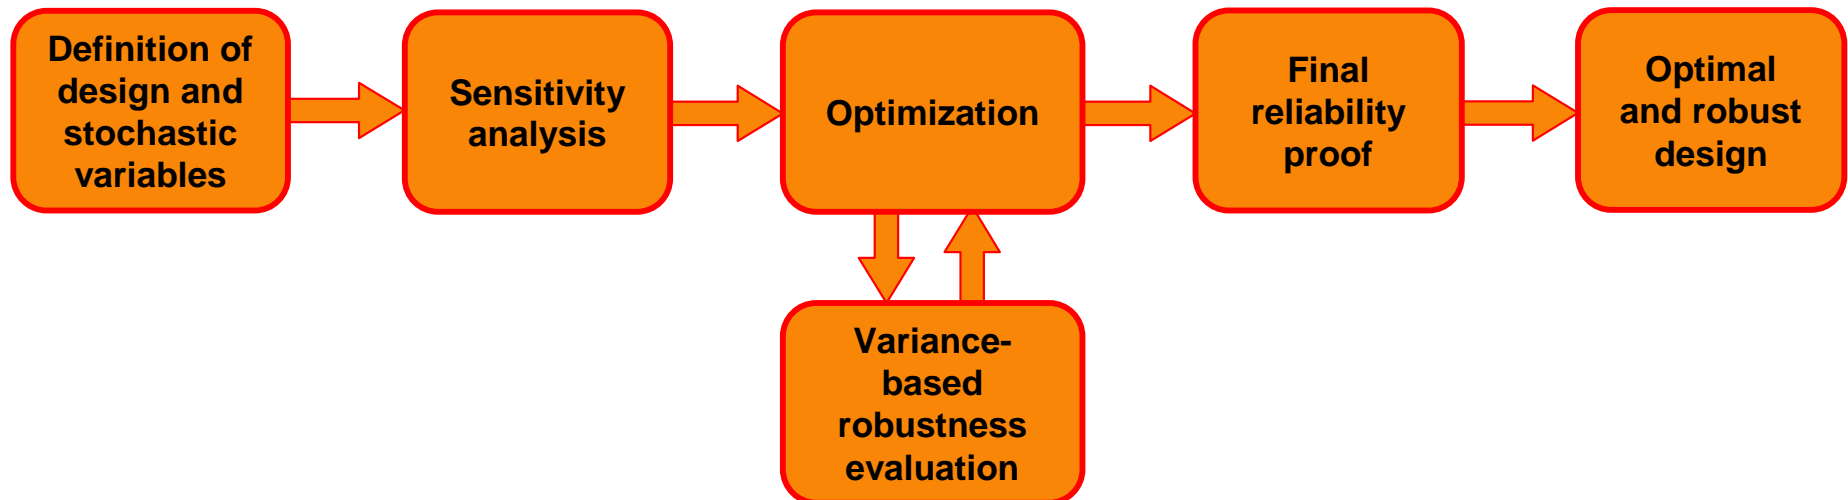 Definition of
design and
stochastic
variables
Sensitivity
analysis
Optimization
Final
reliability
proof
Optimal
and robust
design
Variance-
based
robustness
evaluation